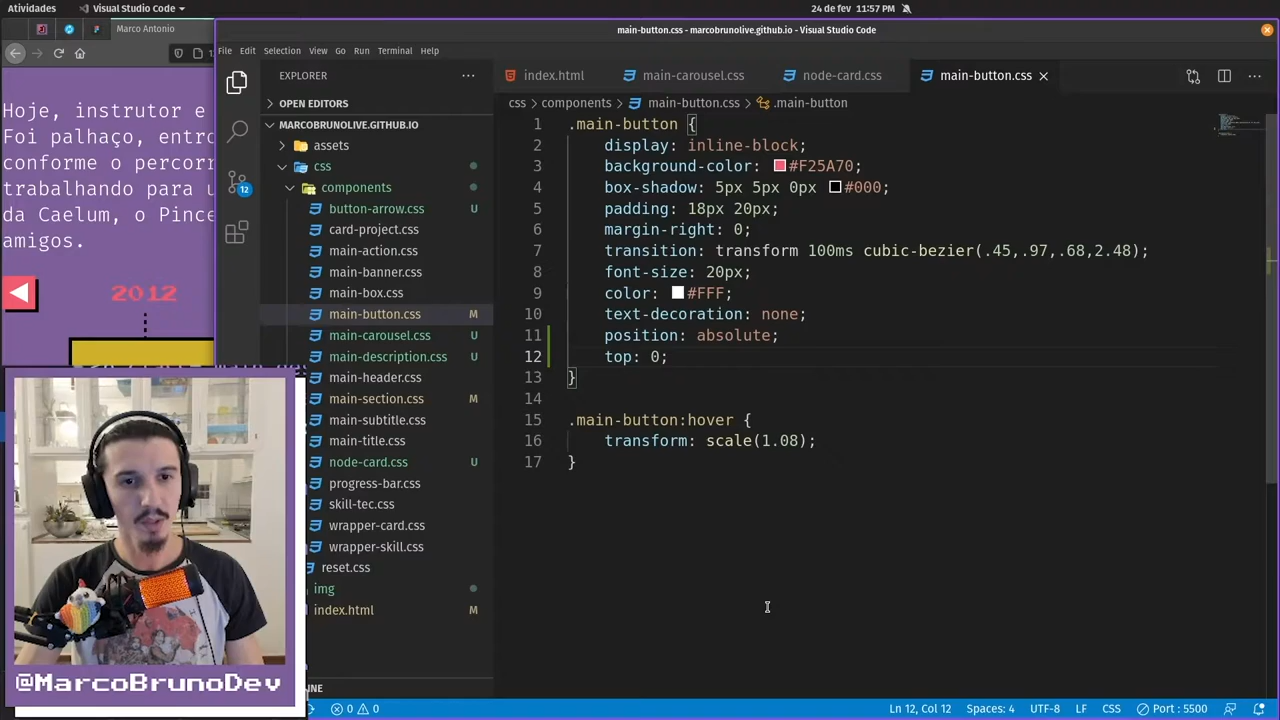 Atividades
Visual Studio Code
24 de fev 11:57 PM
Marco Antonio
main-button.css - marcobrunolive.github.io - Visual Studio Code
File Edit Selection View Go Run Terminal Help
Hoje, instrutor e
Foi palhaço, entro
conforme o percorr
trabalhando para u
da Caelum, o Pince
amigos.
2012
EXPLORER
OPEN EDITORS
MARCOBRUNOLIVE.GITHUB.IO
assets
css
components
button-arrow.css U
card-project.css
main-action.css
main-banner.css
main-box.css
main-button.css M
main-carousel.css U
main-description.css U
main-header.css
main-section.css M
main-subtitle.css
main-title.css
node-card.css U
progress-bar.css
skill-tec.css
wrapper-card.css
wrapper-skill.css
reset.css
img
index.html M
INE
12
index.html main-carousel.css node-card.css main-button.css
css > components > main-button.css > .main-button
1 .main-button {
2 display: inline-block;
3 background-color: #F25A70;
4 box-shadow: 5px 5px 0px #000;
5 padding: 18px 20px;
6 margin-right: 0;
7 transition: transform 100ms cubic-bezier(.45,.97,.68,2.48);
8 font-size: 20px;
9 color: #FFF;
10 text-decoration: none;
11 position: absolute;
12 top: 0;
13 }
14
15 .main-button:hover {
16 transform: scale(1.08);
17 }
@MarcoBrunoDev
0 0
Ln 12, Col 12 Spaces: 4 UTF-8 LF CSS Port : 5500